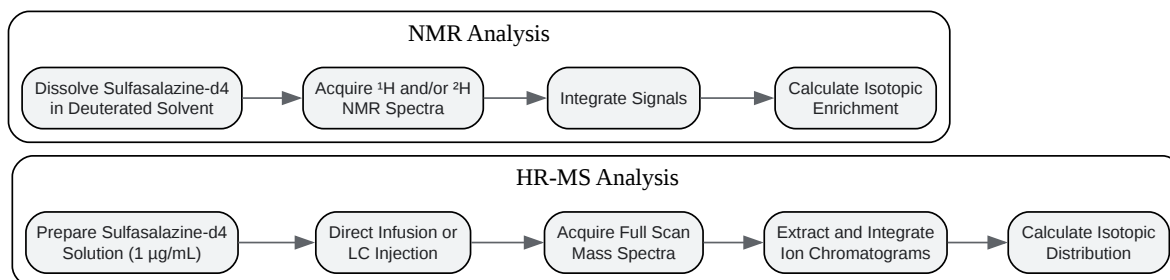 NMR Analysis
Dissolve Sulfasalazine-d4
in Deuterated Solvent
Acquire ¹H and/or ²H
NMR Spectra
Integrate Signals
Calculate Isotopic
Enrichment
HR-MS Analysis
Prepare Sulfasalazine-d4
Solution (1 µg/mL)
Direct Infusion or
LC Injection
Acquire Full Scan
Mass Spectra
Extract and Integrate
Ion Chromatograms
Calculate Isotopic
Distribution